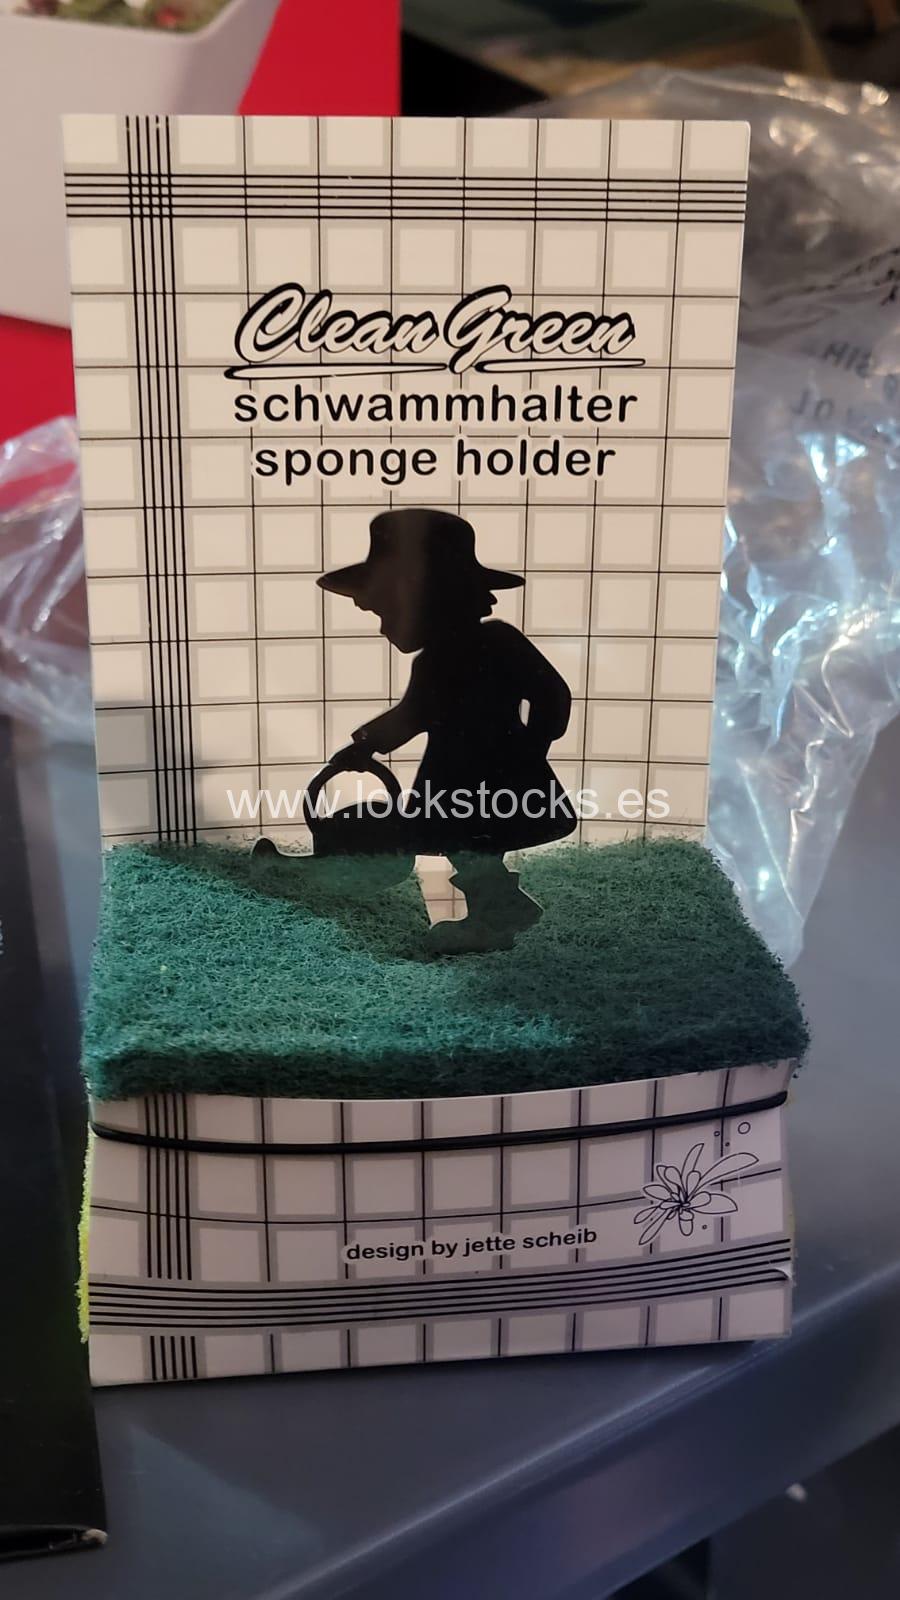 Clean Green
schwammhalter
sponge holder
www.lockstocks.es
design by jette scheib